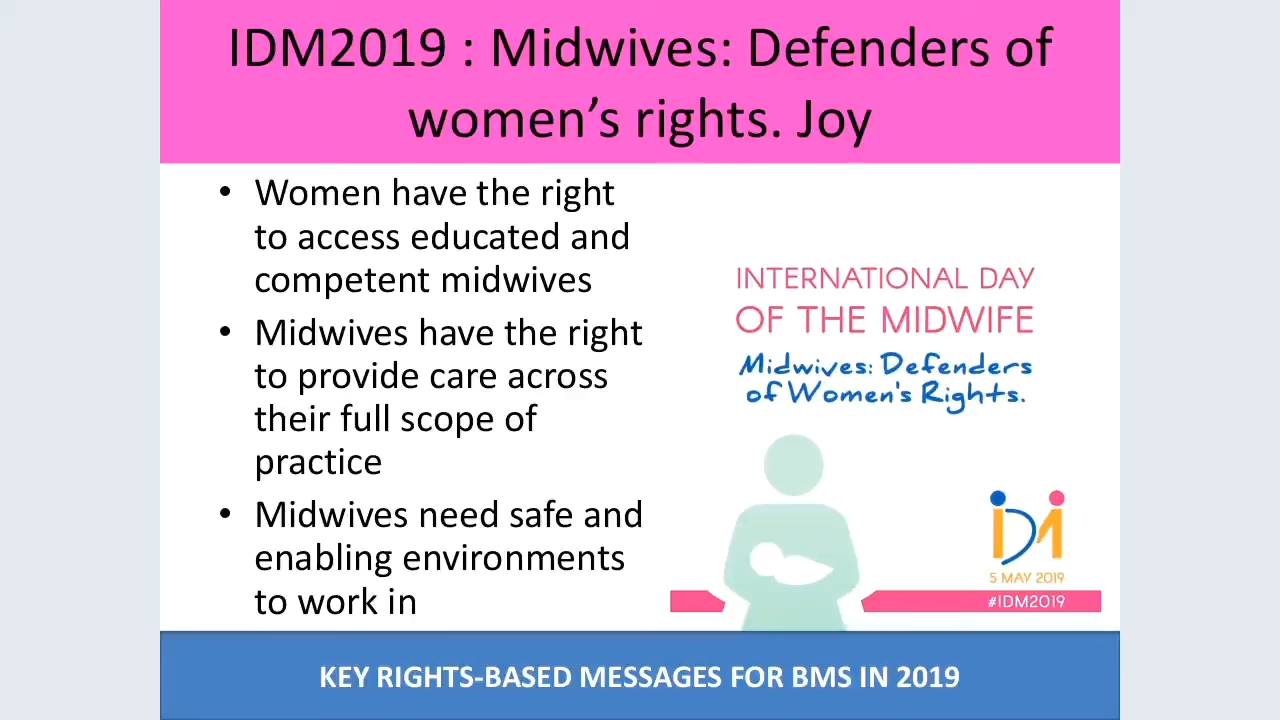 IDM2019 : Midwives: Defenders of
women’s rights. Joy
• Women have the right
to access educated and
competent midwives
• Midwives have the right
to provide care across
their full scope of
practice
• Midwives need safe and
enabling environments
to work in
INTERNATIONAL DAY
OF THE MIDWIFE
Midwives: Defenders
of Women's Rights.
IDM
5 MAY 2019
#IDM2019
KEY RIGHTS-BASED MESSAGES FOR BMS IN 2019